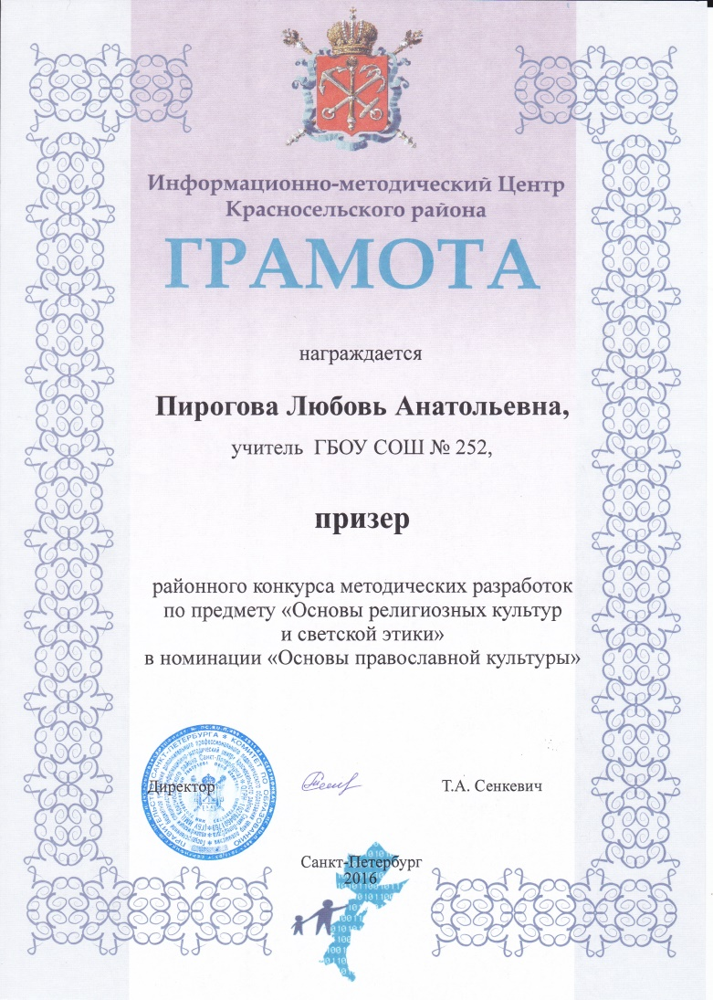 Информационно-методический Центр
Красносельского района
ГРАМОТА
награждается
Пирогова Любовь Анатольевна,
учитель ГБОУ СОШ № 252,
призер
районного конкурса методических разработок
по предмету «Основы религиозных культур
и светской этики»
в номинации «Основы православной культуры»
Директор
Т.А. Сенкевич
Санкт-Петербург
2016